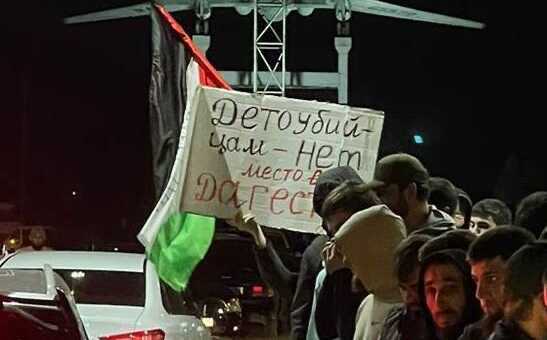 Детоубий-
цам - нет
место в
Дагест